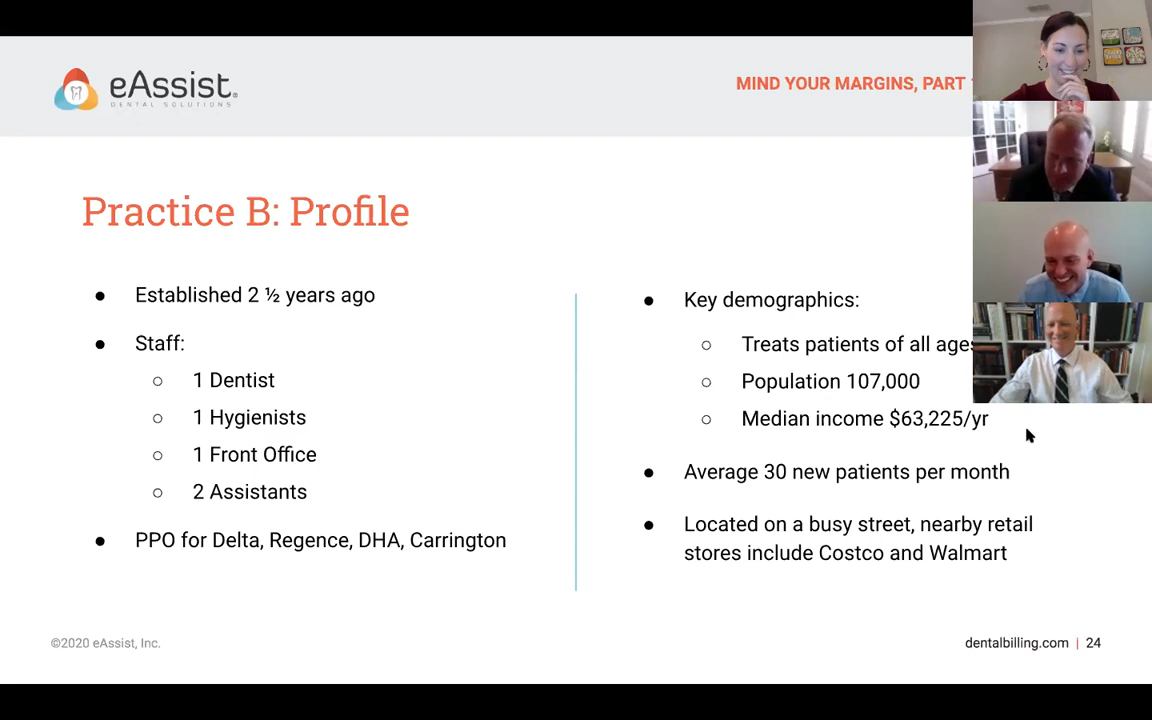 eAssist
DENTAL SOLUTIONS
MIND YOUR MARGINS, PART
Practice B: Profile
● Established 2 ½ years ago
● Staff:
○ 1 Dentist
○ 1 Hygienists
○ 1 Front Office
○ 2 Assistants
● PPO for Delta, Regence, DHA, Carrington
● Key demographics:
○ Treats patients of all ages
○ Population 107,000
○ Median income $63,225/yr
● Average 30 new patients per month
● Located on a busy street, nearby retail
stores include Costco and Walmart
©2020 eAssist, Inc.
dentalbilling.com | 24